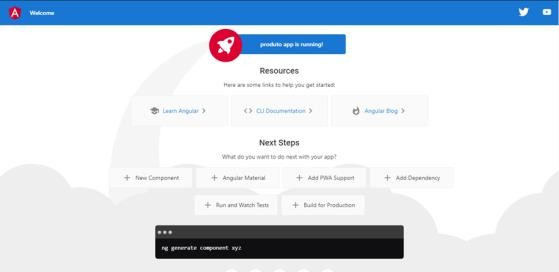 Welcome
produto app is running!
Resources
Here are some links to help you get started:
Learn Angular
CLI Documentation
Angular Blog
Next Steps
What do you want to do next with your app?
New Component
Angular Material
Add PWA Support
Add Dependency
Run and Watch Tests
Build for Production
ng generate component xyz